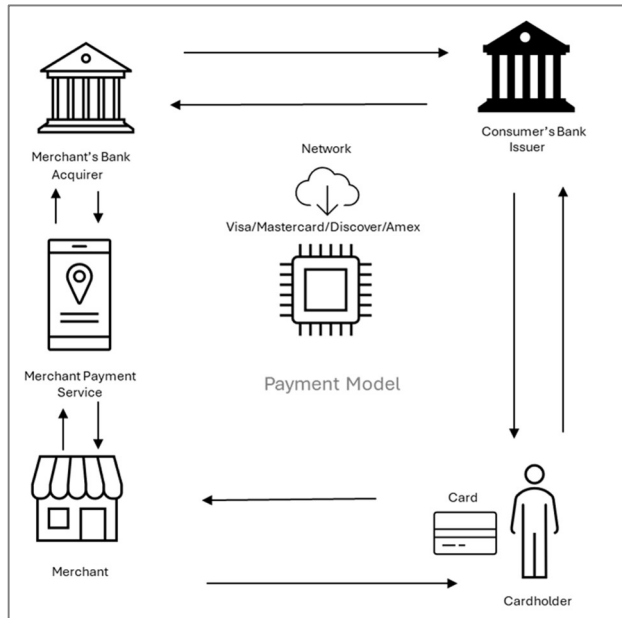 Merchant's Bank
Acquirer
Consumer's Bank
Issuer
Network
Visa/Mastercard/Discover/Amex
Merchant Payment
Service
Payment Model
Card
Merchant
Cardholder